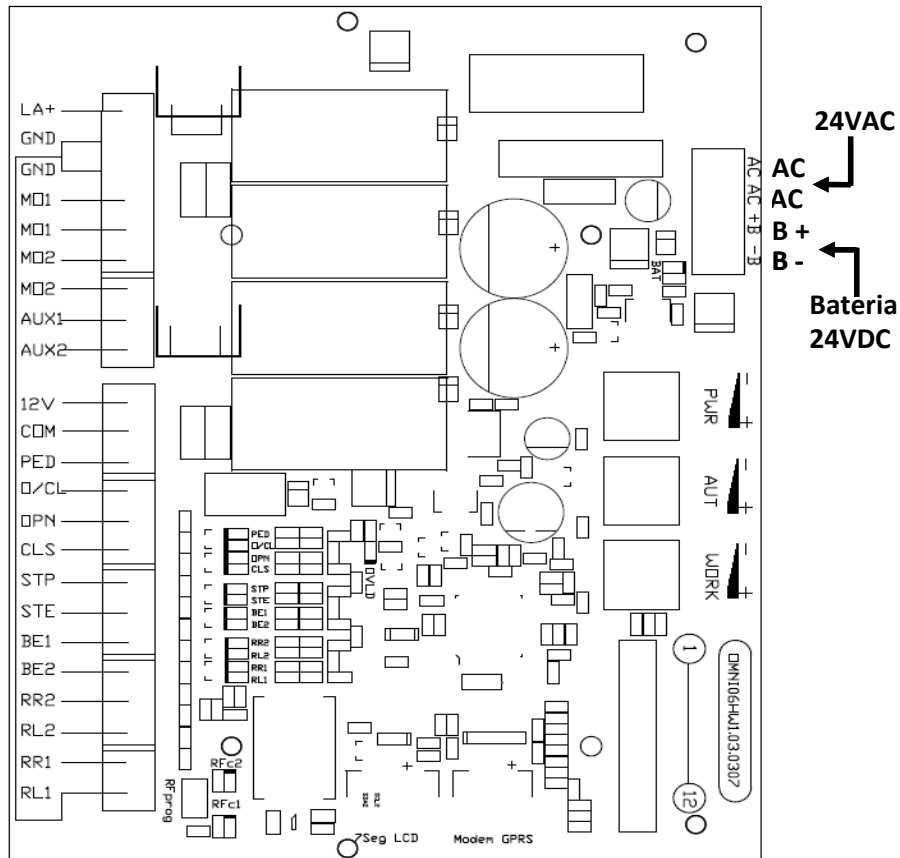 LA+
GND
GND
MO1
MO1
MO2
MO2
AUX1
AUX2
12V
COM
PED
O/CL
OPN
CLS
STP
STE
BE1
BE2
RR2
RL2
RR1
RL1
PED
O/CL
OPN
CLS
STP
STE
BE1
BE2
RR2
RL2
RR1
RL1
OVLD
RFc2
RFc1
RFprog
7Seg LCD
Modem GPRS
BAT
AC AC +B -B
24VAC
AC
AC
B +
B -
Bateria
24VDC
PWR
- +
AUT
- +
WORK
- +
1
12
OMNI06HW1.03.0307